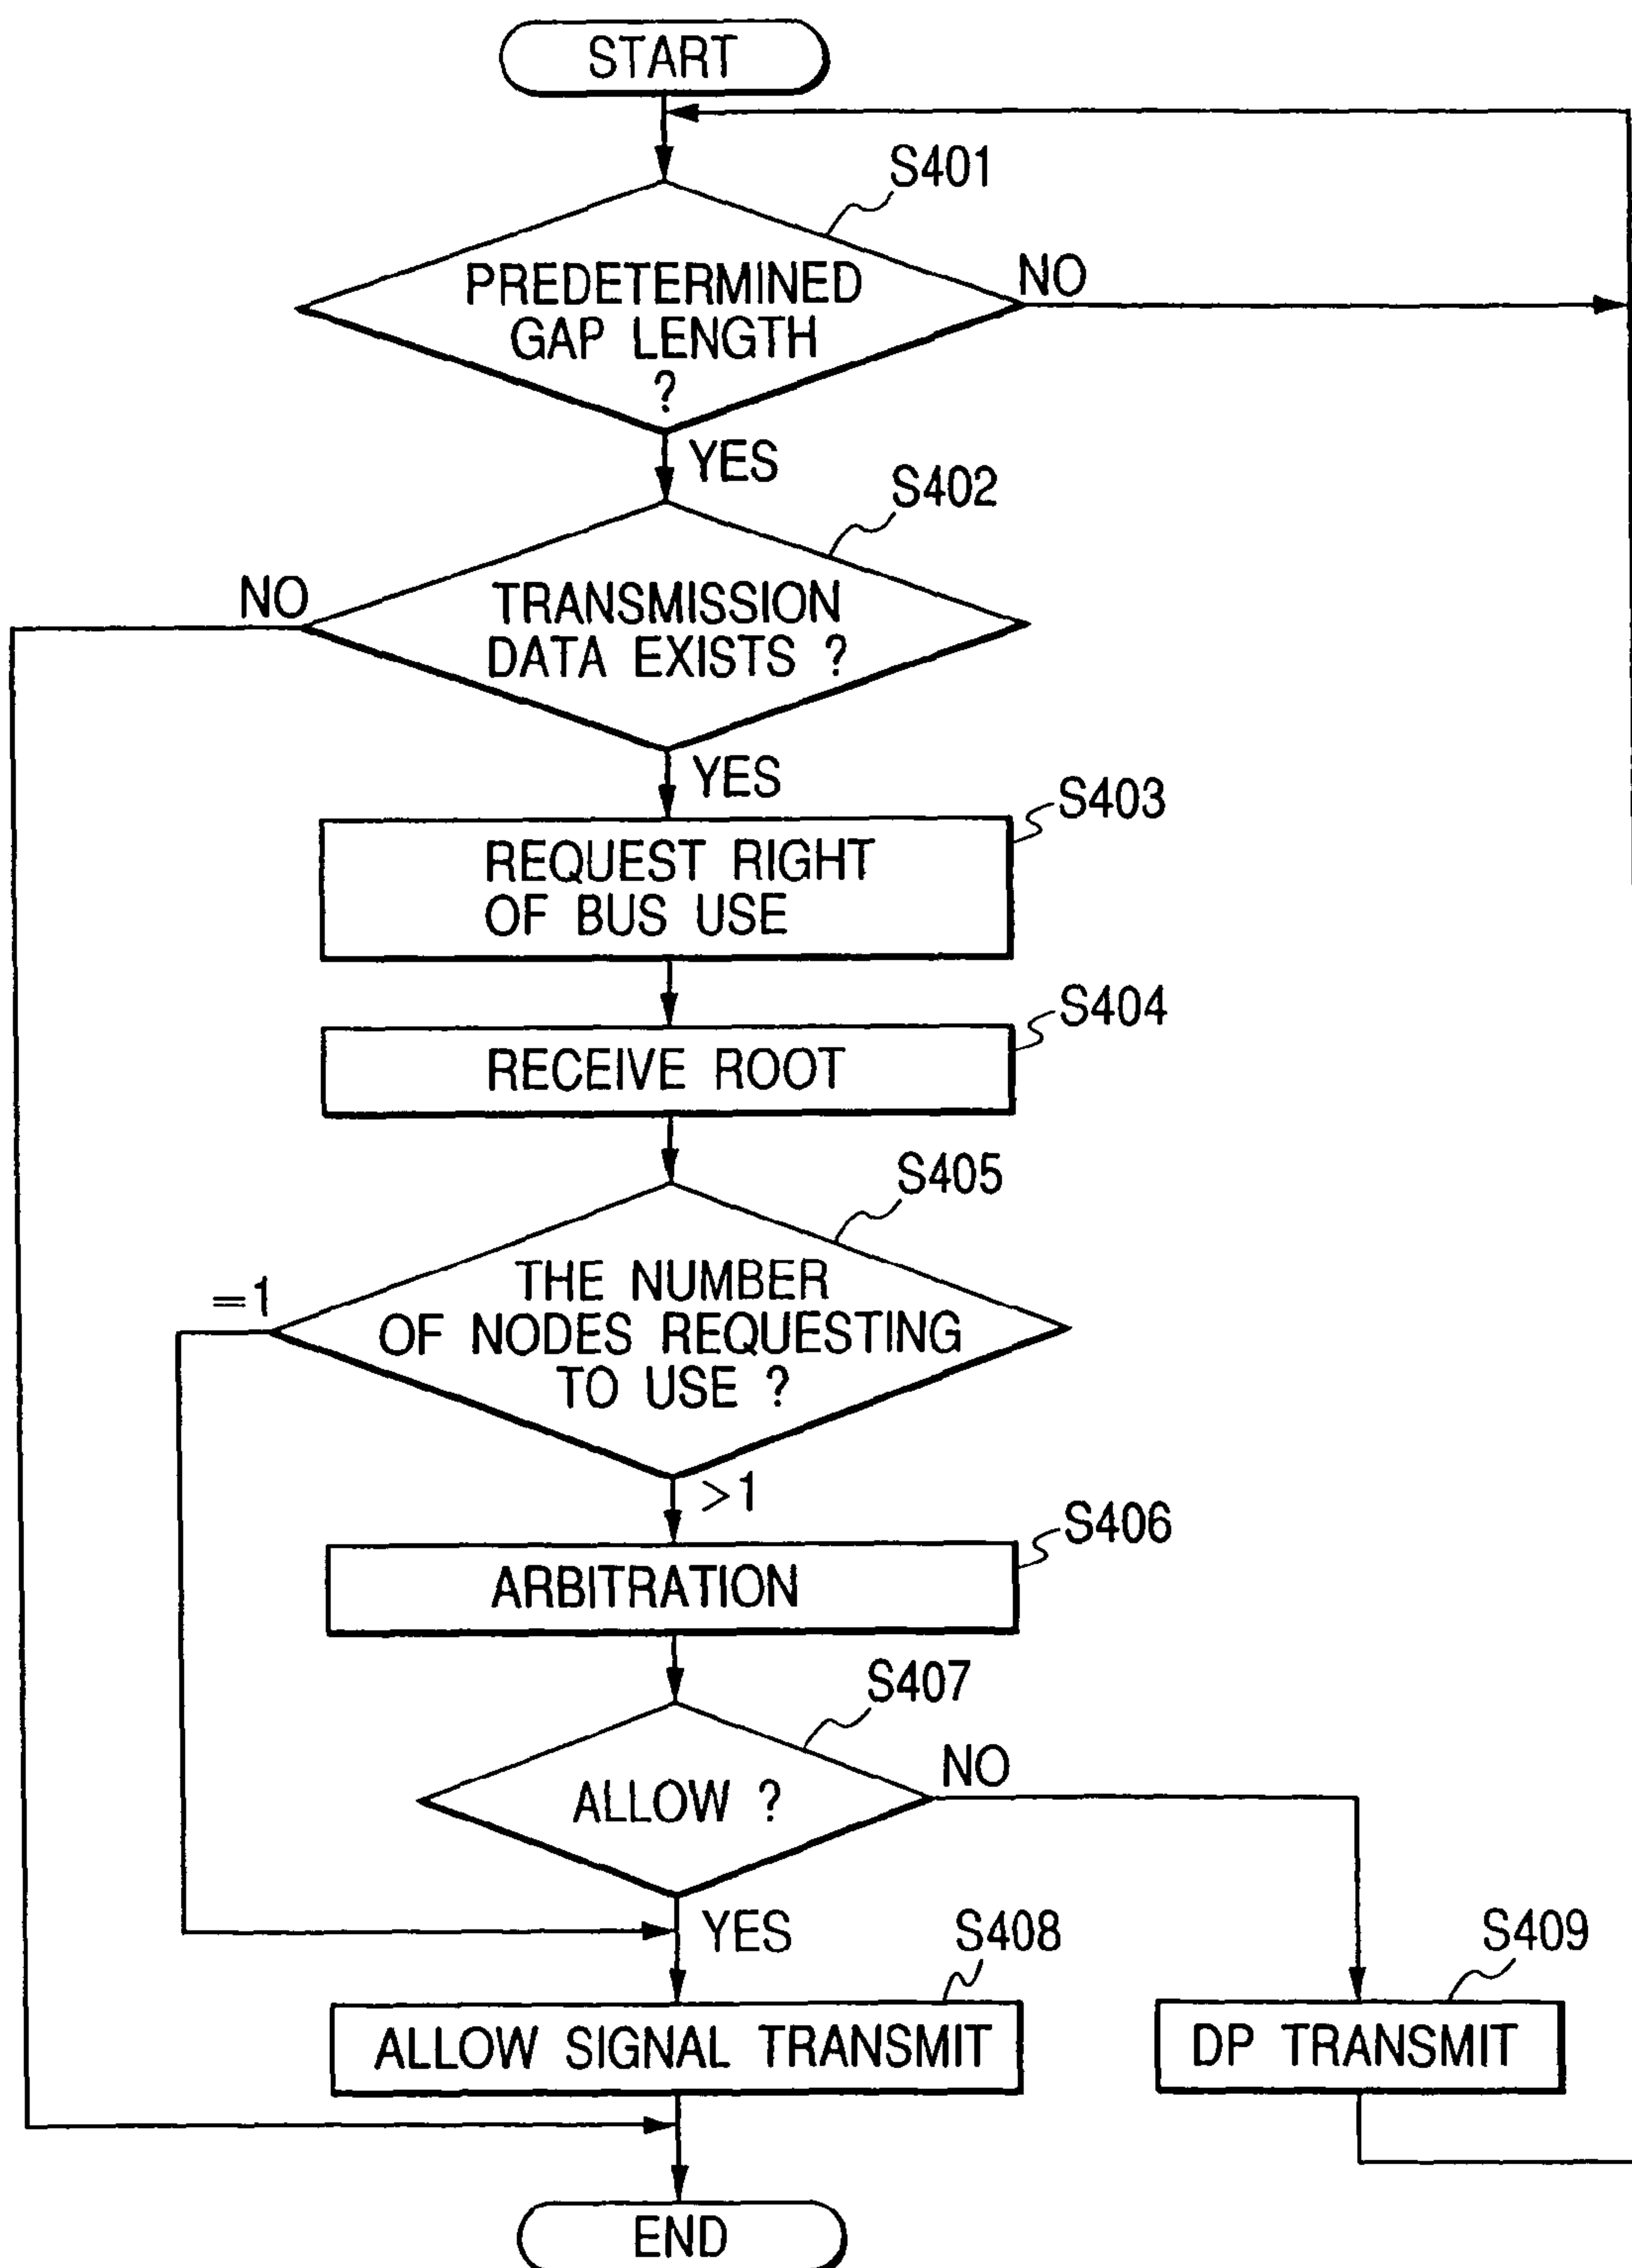 START
S401
PREDETERMINED
GAP LENGTH
?
NO
YES
S402
NO
TRANSMISSION
DATA EXISTS ?
YES
S403
REQUEST RIGHT
OF BUS USE
S404
RECEIVE ROOT
S405
=1
THE NUMBER
OF NODES REQUESTING
TO USE ?
>1
S406
ARBITRATION
S407
NO
ALLOW ?
YES
S408
S409
ALLOW SIGNAL TRANSMIT
DP TRANSMIT
END